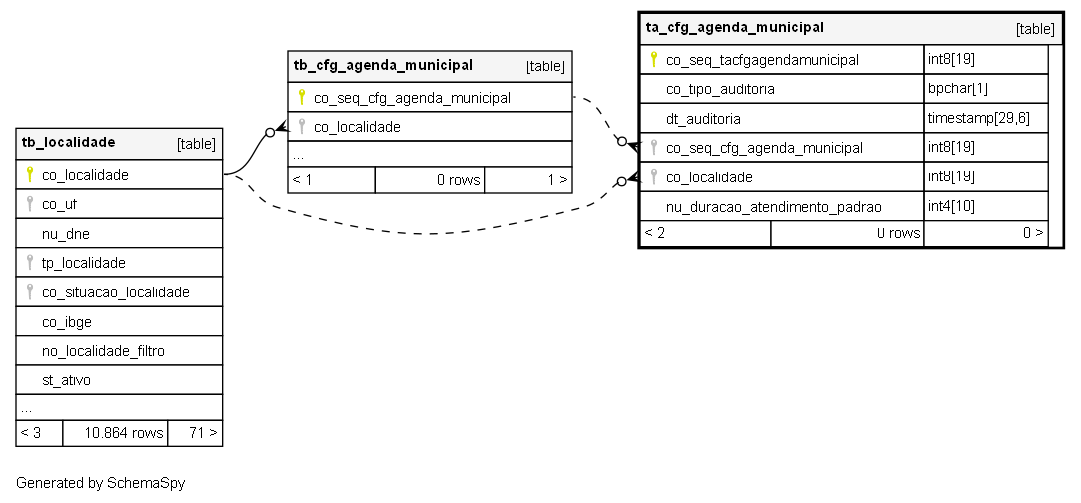 ta_cfg_agenda_municipal [table]
co_seq_tacfgagendamunicipal int8[19]
co_tipo_auditoria bpchar[1]
dt_auditoria timestamp[29,6]
co_seq_cfg_agenda_municipal int8[19]
co_localidade int8[19]
nu_duracao_atendimento_padrao int4[10]
< 2 0 rows 0 >
tb_cfg_agenda_municipal [table]
co_seq_cfg_agenda_municipal
co_localidade
...
< 1 0 rows 1 >
tb_localidade [table]
co_localidade
co_uf
nu_dne
tp_localidade
co_situacao_localidade
co_ibge
no_localidade_filtro
st_ativo
...
< 3 10.864 rows 71 >
Generated by SchemaSpy